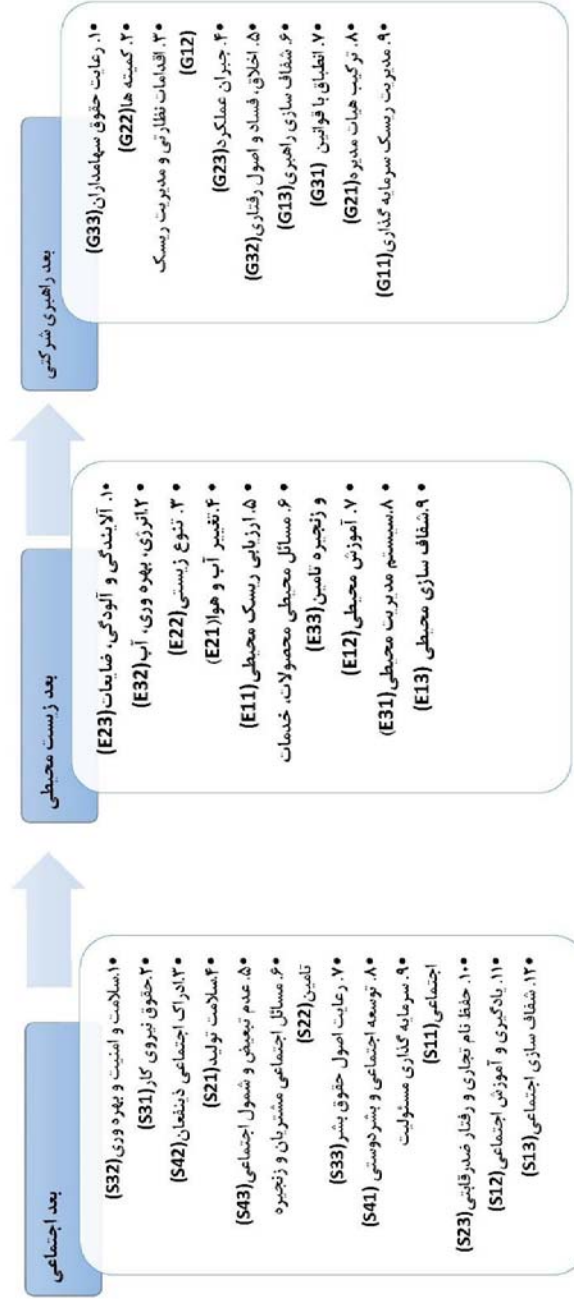 بعد اجتماعی
۱.سلامت و امنیت و بهره وری(S32)
۲.حقوق نیروی کار(S31)
۳.ادراک اجتماعی ذینفعان(S42)
۴.سلامت تولید(S21)
۵. عدم تبعیض و شمول اجتماعی(S43)
۶. مسائل اجتماعی مشتریان و زنجیره
تامین(S22)
۷. رعایت اصول حقوق بشر(S33)
۸. توسعه اجتماعی و بشردوستی (S41)
۹. سرمایه گذاری مسئولیت
اجتماعی(S11)
۱۰. حفظ نام تجاری و رفتار ضدرقابتی(S23)
۱۱. یادگیری و آموزش اجتماعی(S12)
۱۲. شفاف سازی اجتماعی(S13)
بعد زیست محیطی
۱. آلایندگی و آلودگی، ضایعات(E23)
۲.انرژی، بهره وری، آب(E32)
۳. تنوع زیستی(E22)
۴.تغییر آب و هوا(E21)
۵. ارزیابی ریسک محیطی(E11)
۶. مسائل محیطی محصولات، خدمات
و زنجیره تامین(E33)
۷. آموزش محیطی(E12)
۸.سیستم مدیریت محیطی(E31)
۹.شفاف سازی محیطی (E13)
بعد راهبری شرکتی
۱. رعایت حقوق سهامداران(G33)
۲. کمیته ها(G22)
۳. اقدامات نظارتی و مدیریت ریسک
(G12)
۴. جبران عملکرد(G23)
۵. اخلاق، فساد و اصول رفتاری(G32)
۶. شفاف سازی راهبری(G13)
۷. انطباق با قوانین (G31)
۸. ترکیب هیات مدیره(G21)
۹. مدیریت ریسک سرمایه گذاری(G11)